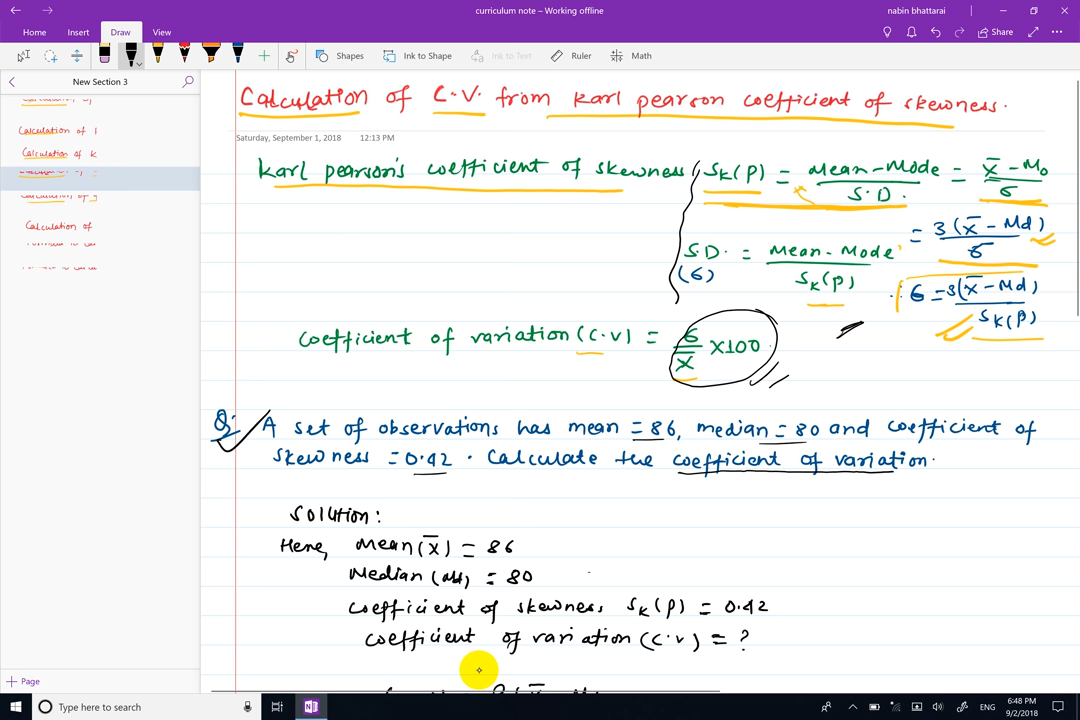 curriculum note – Working offline
nabin bhattarai
Home Insert Draw View
Share
Shapes Ink to Shape Ink to Text Ruler Math
New Section 3
Calculation of
Calculation of k
Calculation of
Calculation of
Calculation of
Page
Calculation of C.V. from karl pearson coefficient of skewness.
Saturday, September 1, 2018 12:13 PM
karl pearson's coefficient of skewness Sk(p) = Mean-Mode / S.D. = x̄ - Mo / σ
= 3(x̄ - Md) / σ
S.D. (σ) = Mean-Mode / Sk(p)
∴ σ = 3(x̄ - Md) / Sk(p)
coefficient of variation (C.V) = σ / x̄ X100
Q: A set of observations has mean = 86, median = 80 and coefficient of
skewness = 0.42. Calculate the coefficient of variation.
Solution:
Here, Mean(x̄) = 86
Median (Md) = 80
coefficient of skewness Sk(p) = 0.42
coefficient of variation (C.V) = ?
Type here to search
ENG
6:48 PM
9/2/2018